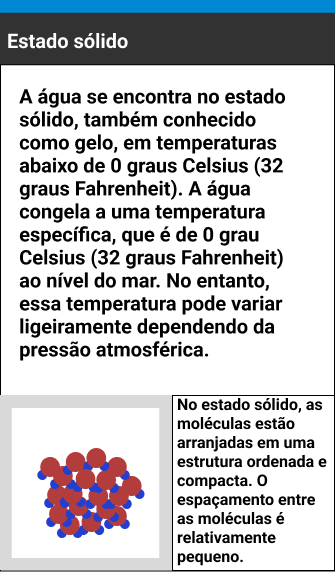 Estado sólido
A água se encontra no estado
sólido, também conhecido
como gelo, em temperaturas
abaixo de 0 graus Celsius (32
graus Fahrenheit). A água
congela a uma temperatura
específica, que é de 0 grau
Celsius (32 graus Fahrenheit)
ao nível do mar. No entanto,
essa temperatura pode variar
ligeiramente dependendo da
pressão atmosférica.
No estado sólido, as
moléculas estão
arranjadas em uma
estrutura ordenada e
compacta. O
espaçamento entre
as moléculas é
relativamente
pequeno.